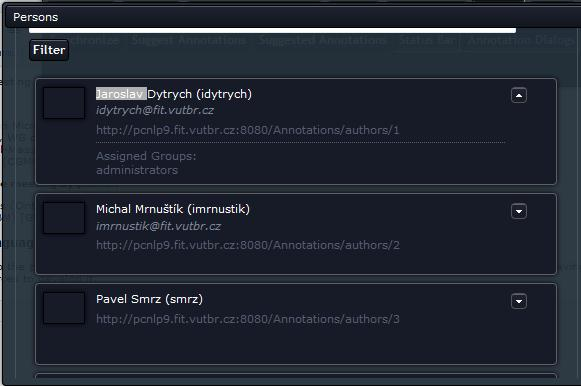 Persons
Synchronize Suggest Annotations Suggested Annotations Status Bar Annotation Dialogs
Filter
Jaroslav Dytrych (idytrych)
idytrych@fit.vutbr.cz
http://pcnlp9.fit.vutbr.cz:8080/Annotations/authors/1
Assigned Groups:
administrators
Michal Mrnuštík (imrnustik)
imrnustik@fit.vutbr.cz
http://pcnlp9.fit.vutbr.cz:8080/Annotations/authors/2
Pavel Smrz (smrz)
http://pcnlp9.fit.vutbr.cz:8080/Annotations/authors/3